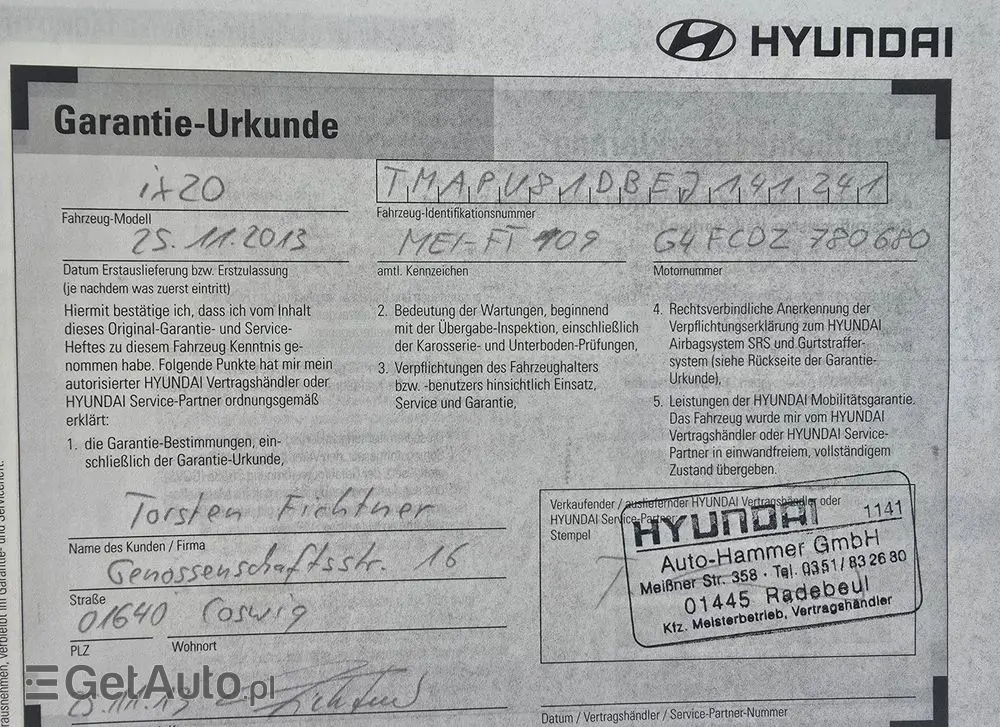 HYUNDAI
Garantie-Urkunde
ix20
TMAPU81DBEJ141241
Fahrzeug-Modell
Fahrzeug-Identifikationsnummer
25.11.2013
MEI-FT 909
G4FCDZ 780680
Datum Erstauslieferung bzw. Erstzulassung
(je nachdem was zuerst eintritt)
amtl. Kennzeichen
Motornummer
Hiermit bestätige ich, dass ich vom Inhalt
dieses Original-Garantie- und Service-
Heftes zu diesem Fahrzeug Kenntnis ge-
nommen habe. Folgende Punkte hat mir mein
autorisierter HYUNDAI Vertragshändler oder
HYUNDAI Service-Partner ordnungsgemäß
erklärt:
1. die Garantie-Bestimmungen, ein-
schließlich der Garantie-Urkunde,
2. Bedeutung der Wartungen, beginnend
mit der Übergabe-Inspektion, einschließlich
der Karosserie- und Unterboden-Prüfungen,
3. Verpflichtungen des Fahrzeughalters
bzw. -benutzers hinsichtlich Einsatz,
Service und Garantie,
4. Rechtsverbindliche Anerkennung der
Verpflichtungserklärung zum HYUNDAI
Airbagsystem SRS und Gurtstraffer-
system (siehe Rückseite der Garantie-
Urkunde),
5. Leistungen der HYUNDAI Mobilitätsgarantie.
Das Fahrzeug wurde mir vom HYUNDAI
Vertragshändler oder HYUNDAI Service-
Partner in einwandfreiem, vollständigem
Zustand übergeben.
Torsten Fichtner
Name des Kunden / Firma
Genossenschaftsstr. 16
Straße
01640 Coswig
PLZ
Wohnort
Verkaufender / ausliefernder HYUNDAI Vertragshändler oder
HYUNDAI Service-Partner
Stempel
HYUNDAI 1141
Auto-Hammer GmbH
Meißner Str. 358 · Tel. 0351/832680
01445 Radebeul
Kfz. Meisterbetrieb, Vertragshändler
GetAuto.pl
Datum / Vertragshändler / Service-Partner-Nummer